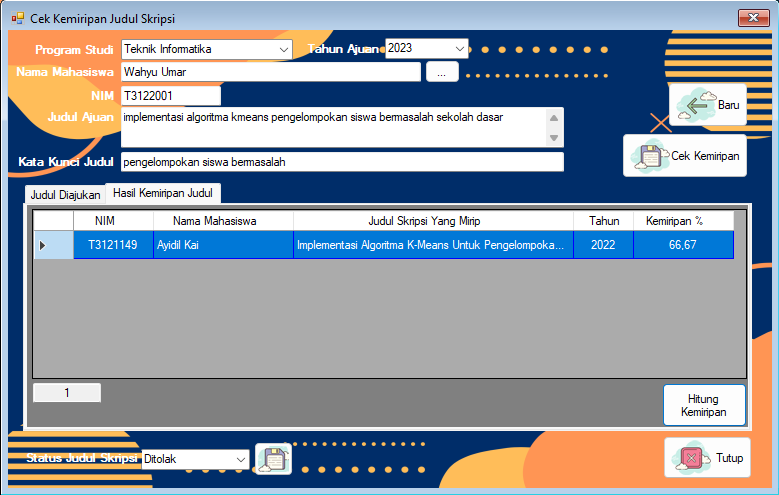 Cek Kemiripan Judul Skripsi
Program Studi Teknik Informatika Tahun Ajuan 2023
Nama Mahasiswa Wahyu Umar ...
NIM T3122001
Baru
Judul Ajuan implementasi algoritma kmeans pengelompokan siswa bermasalah sekolah dasar
Cek Kemiripan
Kata Kunci Judul pengelompokan siswa bermasalah
Judul Diajukan Hasil Kemiripan Judul
NIM Nama Mahasiswa Judul Skripsi Yang Mirip Tahun Kemiripan %
T3121149 Ayidil Kai Implementasi Algoritma K-Means Untuk Pengelompoka... 2022 66,67
1
Hitung
Kemiripan
Status Judul Skripsi Ditolak
Tutup